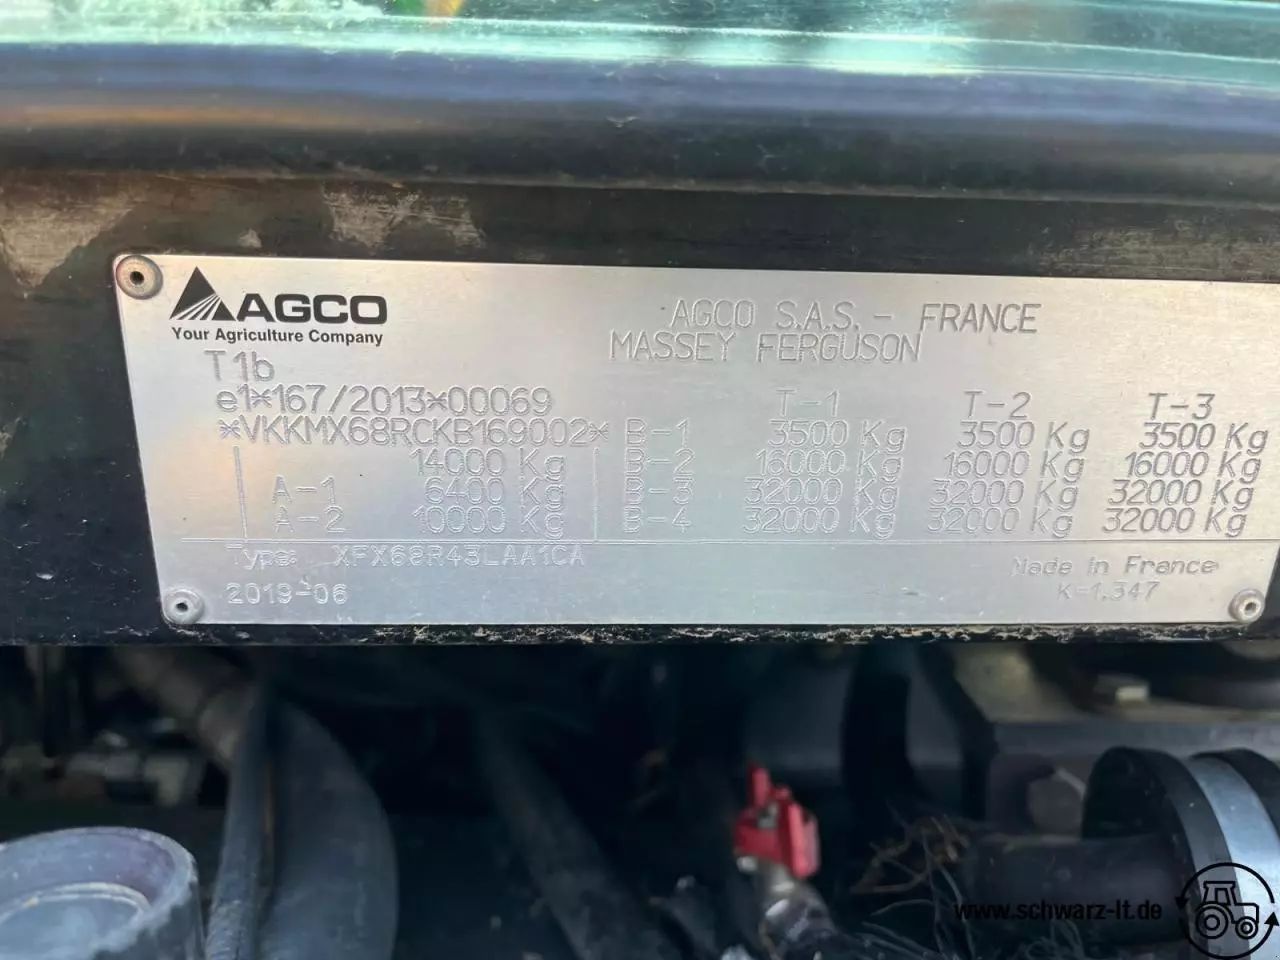 AGCO
Your Agriculture Company
AGCO S.A.S. - FRANCE
MASSEY FERGUSON
T1b
e1*167/2013*00069
*VKKMX68RCKB169002*
14000 Kg
A-1 6400 Kg
A-2 10000 Kg
T-1 T-2 T-3
B-1 3500 Kg 3500 Kg 3500 Kg
B-2 16000 Kg 16000 Kg 16000 Kg
B-3 32000 Kg 32000 Kg 32000 Kg
B-4 32000 Kg 32000 Kg 32000 Kg
Type: XFX68R43LAA1CA
2019-06
Made in France
K=1.347
www.schwarz-lt.de